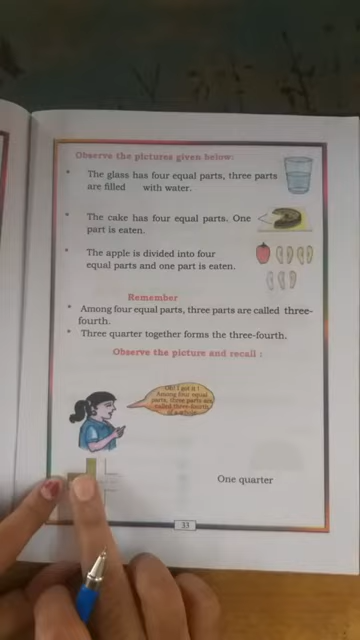 Observe the pictures given below:
* The glass has four equal parts, three parts
are filled with water.
* The cake has four equal parts. One
part is eaten.
* The apple is divided into four
equal parts and one part is eaten.
Remember
* Among four equal parts, three parts are called three-
fourth.
* Three quarter together forms the three-fourth.
Observe the picture and recall :
Oh! I got it !
Among four equal
parts, three parts are
called three-fourth
of a whole
One quarter
33